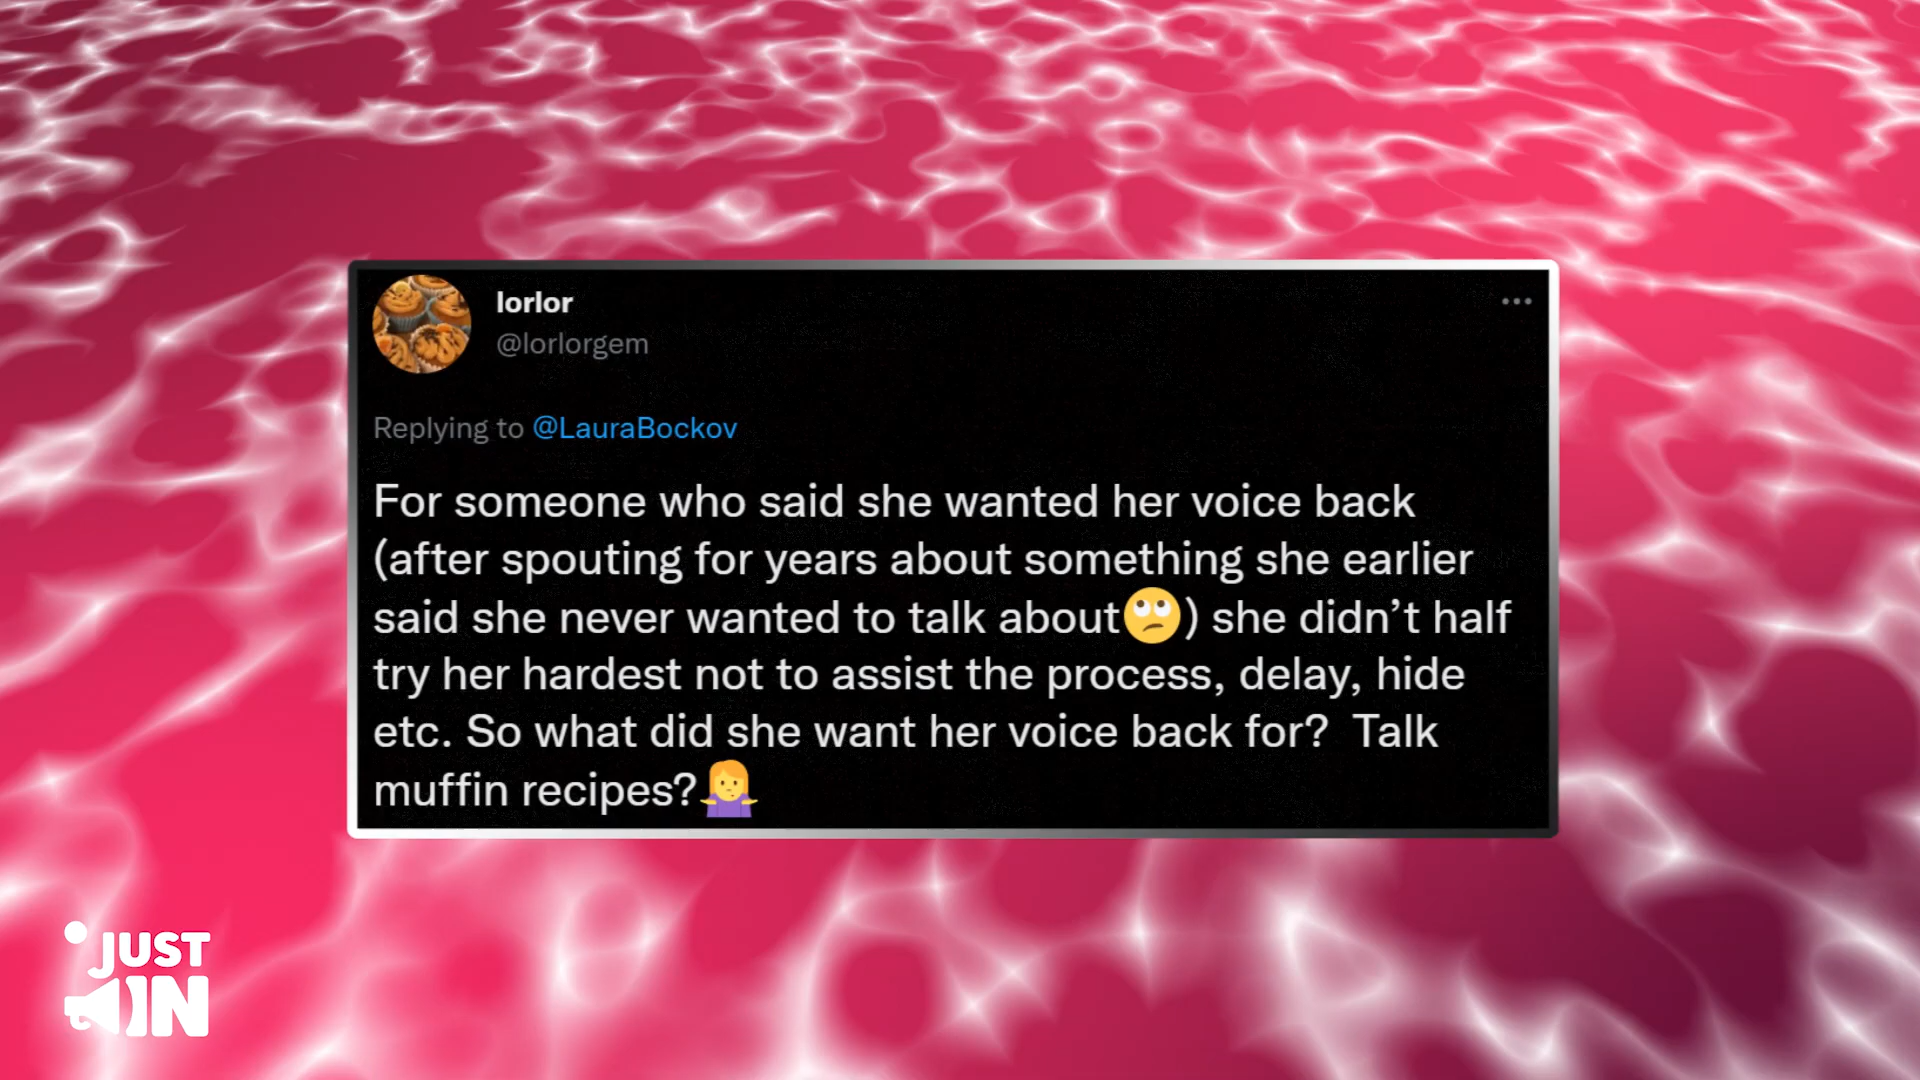 lorlor
@lorlorgem
Replying to @LauraBockov
For someone who said she wanted her voice back
(after spouting for years about something she earlier
said she never wanted to talk about🙄) she didn’t half
try her hardest not to assist the process, delay, hide
etc. So what did she want her voice back for?  Talk
muffin recipes?🤷‍♀️
JUST
IN